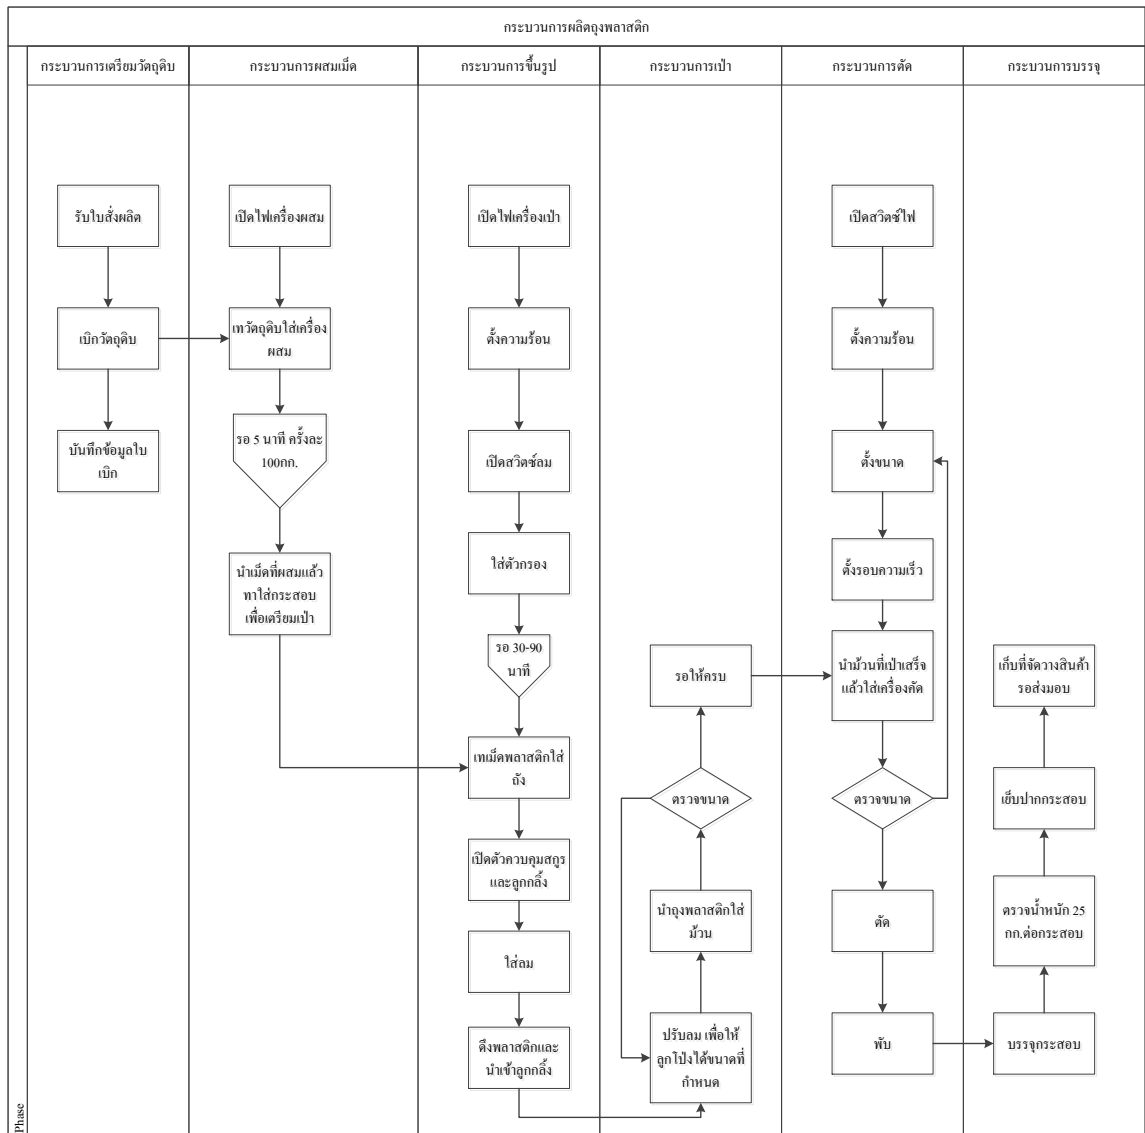 กระบวนการผลิตถุงพลาสติก
กระบวนการเตรียมวัตถุดิบ
กระบวนการผสมเม็ด
กระบวนการขึ้นรูป
กระบวนการเป่า
กระบวนการตัด
กระบวนการบรรจุ
รับใบสั่งผลิต
เบิกวัตถุดิบ
บันทึกข้อมูลใบ
เบิก
เปิดไฟเครื่องผสม
เทวัตถุดิบใส่เครื่อง
ผสม
รอ 5 นาที ครั้งละ
100กก.
นำเม็ดที่ผสมแล้ว
ทาใส่กระสอบ
เพื่อเตรียมเป่า
เปิดไฟเครื่องเป่า
ตั้งความร้อน
เปิดสวิตซ์ลม
ใส่ตัวกรอง
รอ 30-90
นาที
เทเม็ดพลาสติกใส่
ถัง
เปิดตัวควบคุมสกูร
และลูกกลิ้ง
ใส่ลม
ดึงพลาสติกและ
นำเข้าลูกกลิ้ง
รอให้ครบ
ตรวจขนาด
นำถุงพลาสติกใส่
ม้วน
ปรับลม เพื่อให้
ลูกโป่งได้ขนาดที่
กำหนด
เปิดสวิตซ์ไฟ
ตั้งความร้อน
ตั้งขนาด
ตั้งรอบความเร็ว
นำม้วนที่เป่าเสร็จ
แล้วใส่เครื่องคัด
ตรวจขนาด
ตัด
พับ
เก็บที่จัดวางสินค้า
รอส่งมอบ
เย็บปากกระสอบ
ตรวจน้ำหนัก 25
กก.ต่อกระสอบ
บรรจุกระสอบ
Phase